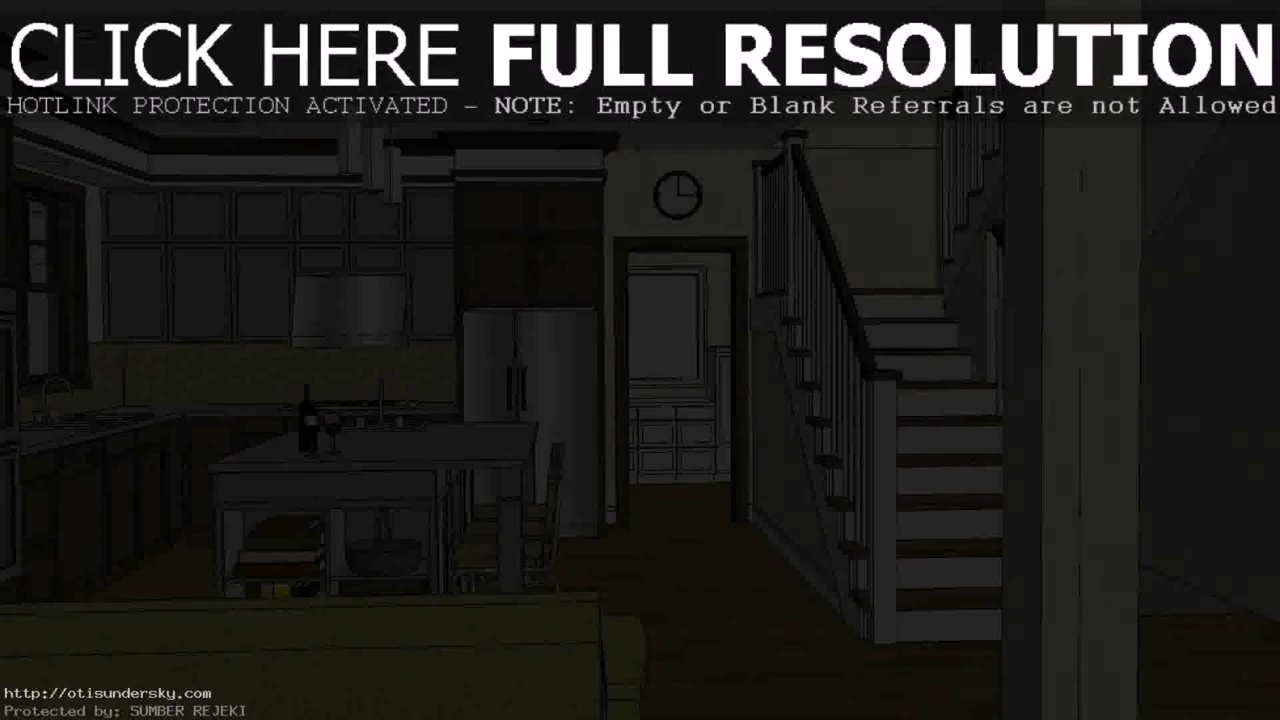 CLICK HERE FULL RESOLUTION
HOTLINK PROTECTION ACTIVATED - NOTE: Empty or Blank Referrals are not Allowed
http://otisundersky.com
Protected by: SUMBER REJEKI